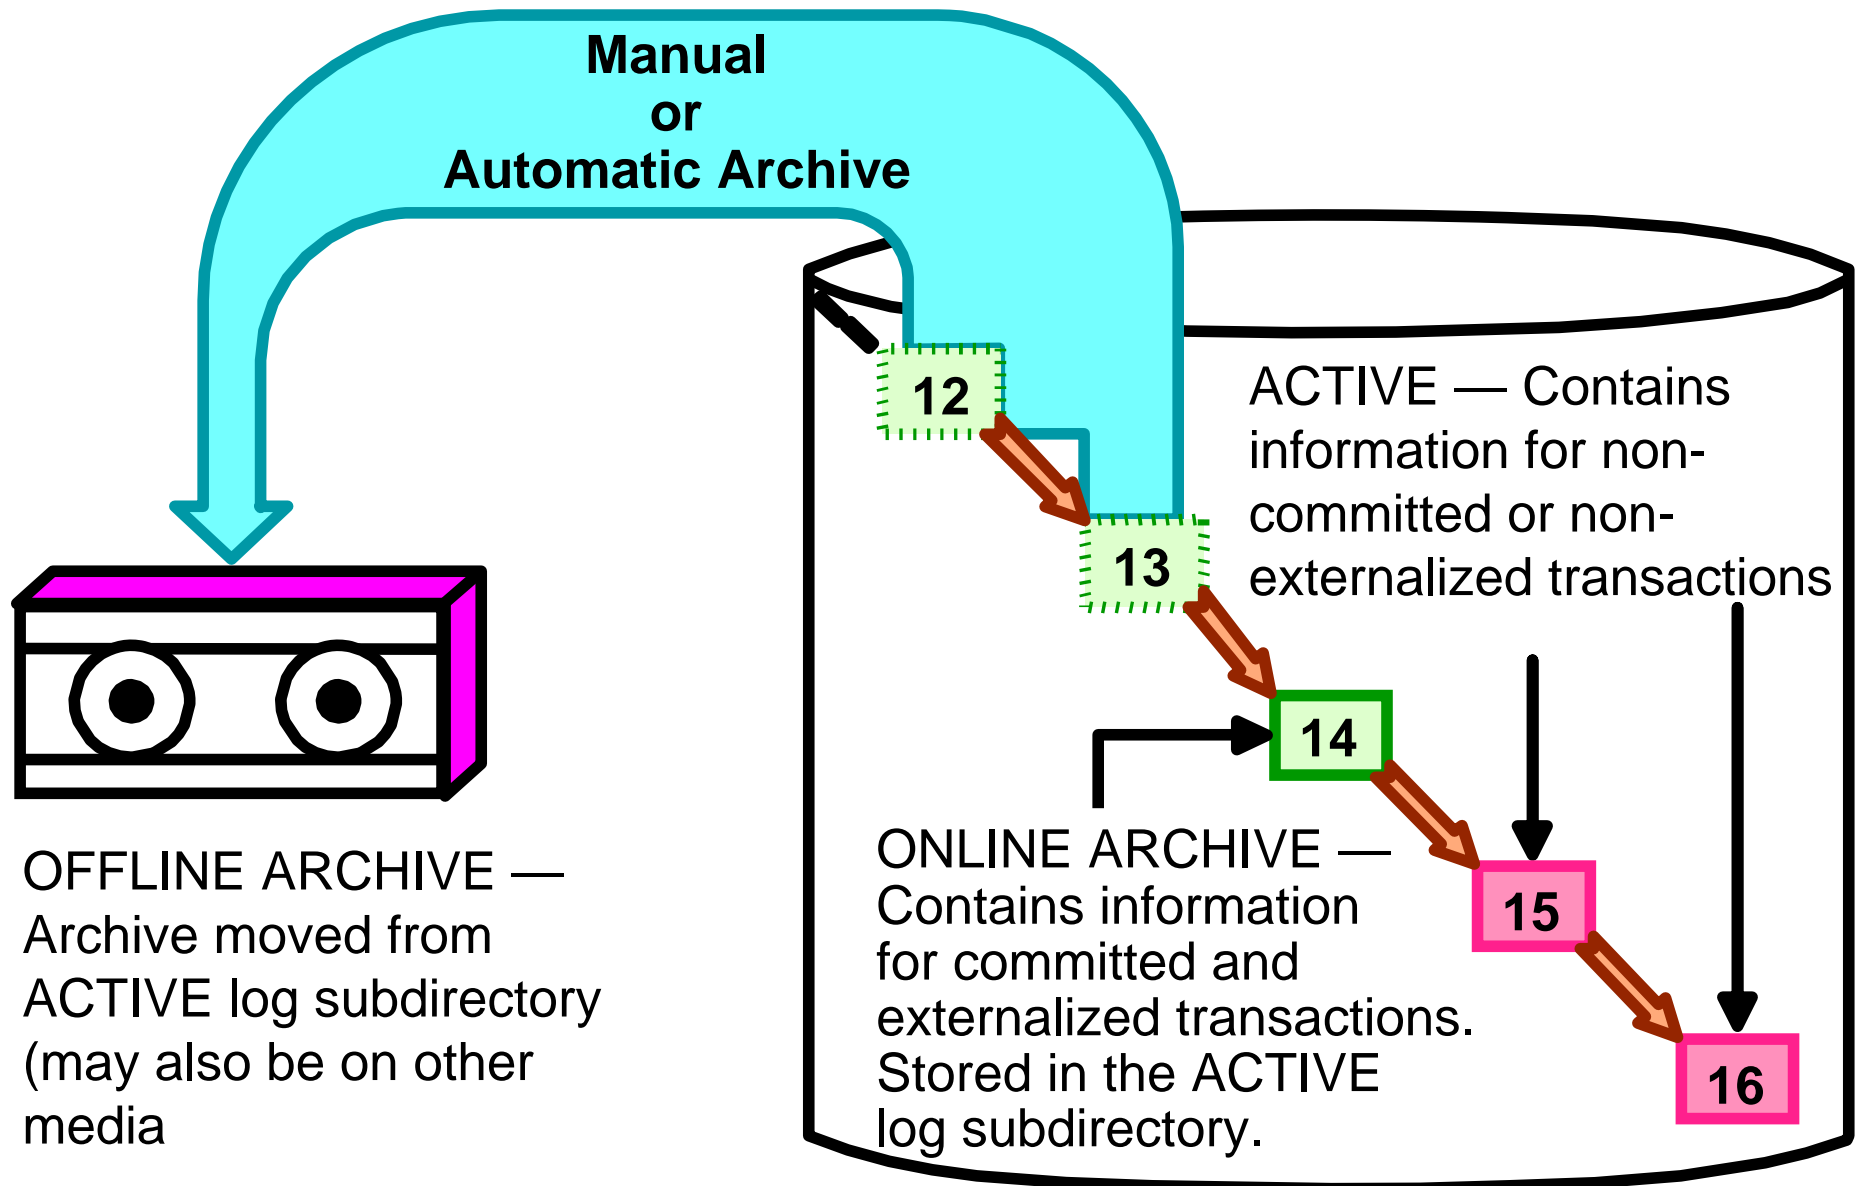 Manual
or
Automatic Archive
12
13
14
15
16
ACTIVE — Contains
information for non-
committed or non-
externalized transactions
ONLINE ARCHIVE —
Contains information
for committed and
externalized transactions.
Stored in the ACTIVE
log subdirectory.
OFFLINE ARCHIVE —
Archive moved from
ACTIVE log subdirectory
(may also be on other
media